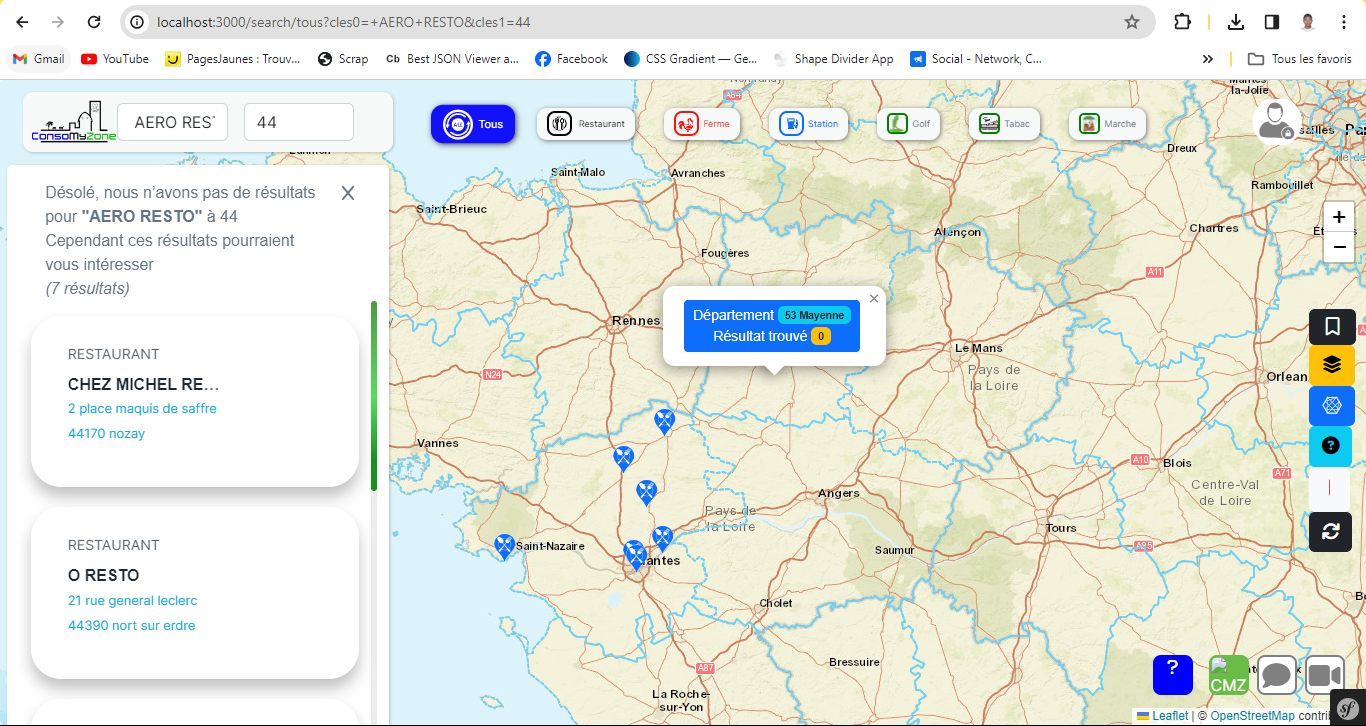 localhost:3000/search/tous?cles0=+AERO+RESTO&cles1=44
Gmail
YouTube
PagesJaunes : Trouv...
Scrap
Cb Best JSON Viewer a...
Facebook
CSS Gradient — Ge...
Shape Divider App
Social - Network, C...
»
Tous les favoris
ConsoMyZone
AERO RES
44
Tous
Restaurant
Ferme
Station
Golf
Tabac
Marche
Désolé, nous n'avons pas de résultats
pour "AERO RESTO" à 44
Cependant ces résultats pourraient
vous intéresser
(7 résultats)
X
RESTAURANT
CHEZ MICHEL RE...
2 place maquis de saffre
44170 nozay
RESTAURANT
O RESTO
21 rue general leclerc
44390 nort sur erdre
A84
la-Jolie
Dreux
Rambouillet
Saint-Malo
Avranches
Saint-Brieuc
Alençon
Chartres
Fougères
A11
Rennes
Département 53 Mayenne
Résultat trouvé 0
×
Le Mans
Pays de
la Loire
N24
Orlean
Vannes
A10
Blois
A71
Centre-Val
de Loire
Angers
Pays de
la Loire
Tours
Saint-Nazaire
Saumur
A85
Nantes
Cholet
Bressuire
A87
La Roche-
sur-Yon
+
−
?
?
CMZ
Leaflet | © OpenStreetMap contrib
sf